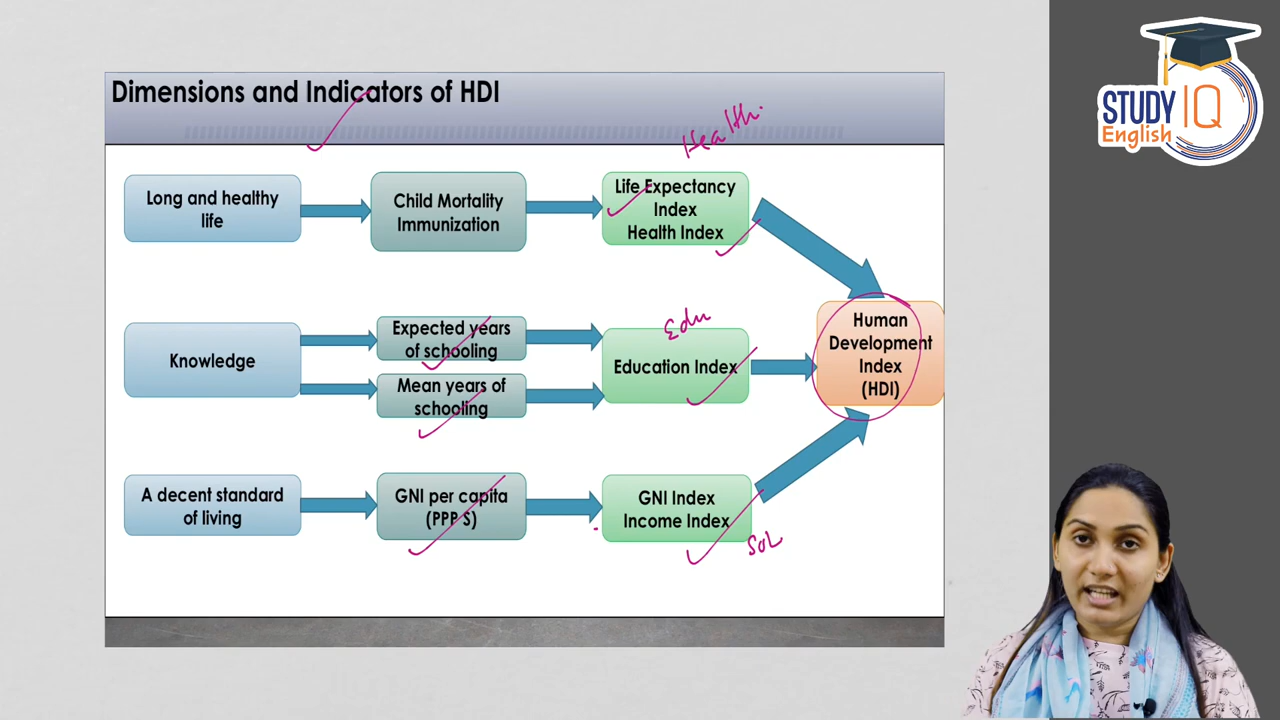 Dimensions and Indicators of HDI
STUDY IQ
English
Health.
Long and healthy
life
Child Mortality
Immunization
Life Expectancy
Index
Health Index
Edu
Knowledge
Expected years
of schooling
Mean years of
schooling
Education Index
Human
Development
Index
(HDI)
A decent standard
of living
GNI per capita
(PPP S)
GNI Index
Income Index
SOL